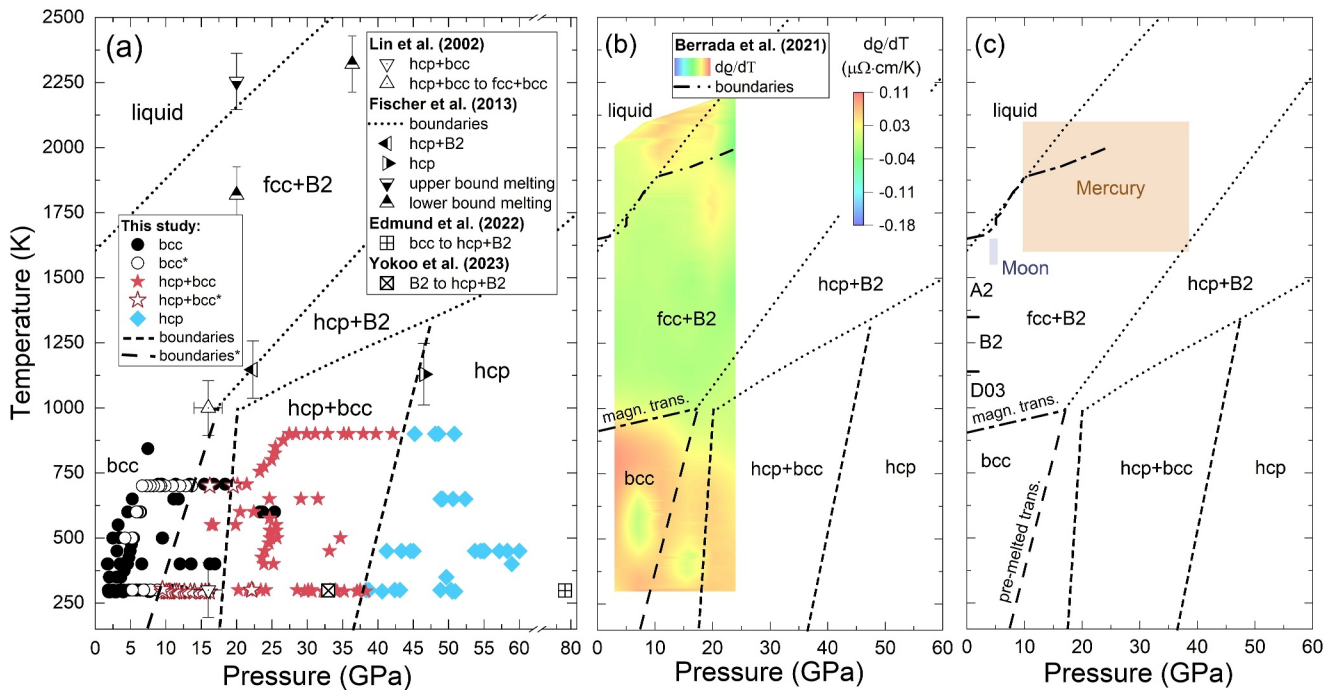 (a)
Lin et al. (2002)
hcp+bcc
hcp+bcc to fcc+bcc
Fischer et al. (2013)
boundaries
hcp+B2
hcp
upper bound melting
lower bound melting
Edmund et al. (2022)
bcc to hcp+B2
Yokoo et al. (2023)
B2 to hcp+B2
This study:
bcc
bcc*
hcp+bcc
hcp+bcc*
hcp
boundaries
boundaries*
liquid
fcc+B2
hcp+B2
hcp
hcp+bcc
bcc
Temperature (K)
2500
2250
2000
1750
1500
1250
1000
750
500
250
0 5 10 15 20 25 30 35 40 45 50 55 60 80
Pressure (GPa)
(b)
Berrada et al. (2021)
dϱ/dT
boundaries
dϱ/dT
(μΩ·cm/K)
0.11
0.03
-0.04
-0.11
-0.18
liquid
hcp+B2
fcc+B2
magn. trans.
bcc
hcp+bcc
hcp
0 10 20 30 40 50 60
Pressure (GPa)
(c)
liquid
Mercury
Moon
A2
hcp+B2
fcc+B2
B2
D03
magn. trans.
bcc
hcp+bcc
hcp
pre-melted trans.
0 10 20 30 40 50 60
Pressure (GPa)